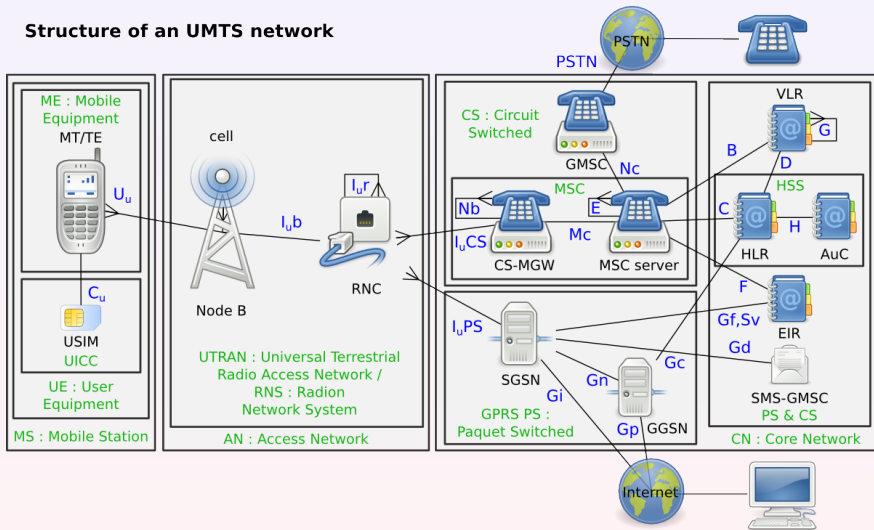 Structure of an UMTS network
PSTN
PSTN
ME : Mobile
Equipment
MT/TE
cell
CS : Circuit
Switched
VLR
G
GMSC
B
D
Nc
Uu
Iur
MSC
HSS
Nb
E
C
H
Iub
IuCS
Mc
CS-MGW
MSC server
HLR
AuC
RNC
Cu
Node B
F
USIM
UICC
IuPS
Gf,Sv
EIR
Gd
UTRAN : Universal Terrestrial
Radio Access Network /
RNS : Radion
Network System
SGSN
Gn
Gc
Gi
SMS-GMSC
PS & CS
UE : User
Equipment
GPRS PS :
Paquet Switched
Gp
GGSN
MS : Mobile Station
AN : Access Network
CN : Core Network
Internet